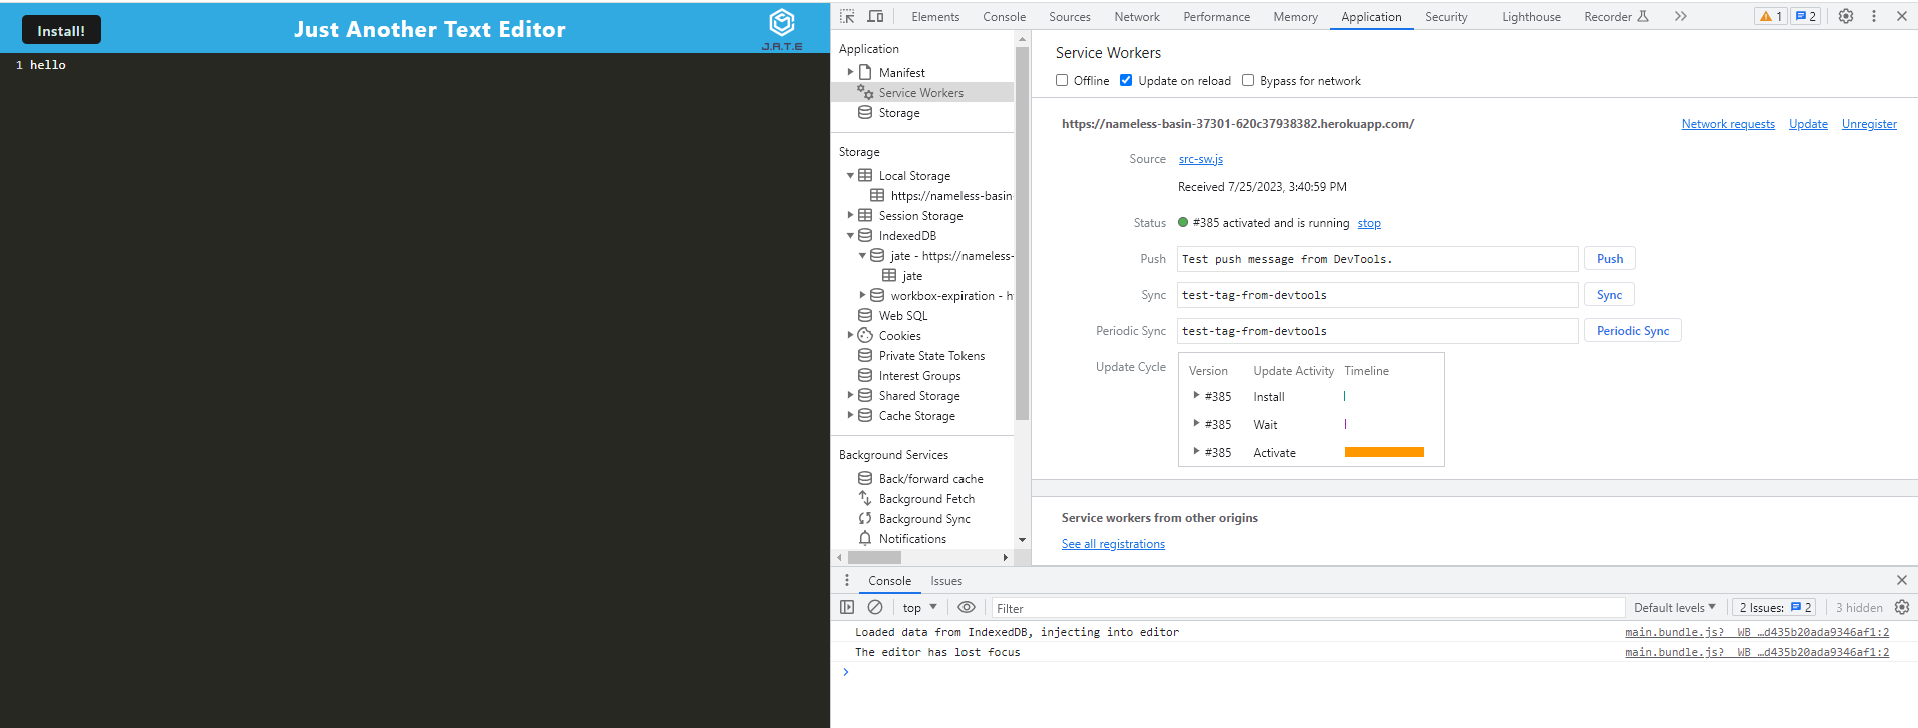 Install!
Just Another Text Editor
J.A.T.E
1 hello
Elements Console Sources Network Performance Memory Application Security Lighthouse Recorder 1 2
Application
Manifest
Service Workers
Storage
Storage
Local Storage
https://nameless-basin
Session Storage
IndexedDB
jate - https://nameless-
jate
workbox-expiration - h
Web SQL
Cookies
Private State Tokens
Interest Groups
Shared Storage
Cache Storage
Background Services
Back/forward cache
Background Fetch
Background Sync
Notifications
Service Workers
Offline Update on reload Bypass for network
https://nameless-basin-37301-620c37938382.herokuapp.com/ Network requests Update Unregister
Source src-sw.js
Received 7/25/2023, 3:40:59 PM
Status #385 activated and is running stop
Push Test push message from DevTools. Push
Sync test-tag-from-devtools Sync
Periodic Sync test-tag-from-devtools Periodic Sync
Update Cycle Version Update Activity Timeline
#385 Install
#385 Wait
#385 Activate
Service workers from other origins
See all registrations
Console Issues
top Filter Default levels 2 Issues: 2 3 hidden
Loaded data from IndexedDB, injecting into editor main.bundle.js?__WB_…d435b20ada9346af1:2
The editor has lost focus main.bundle.js?__WB_…d435b20ada9346af1:2